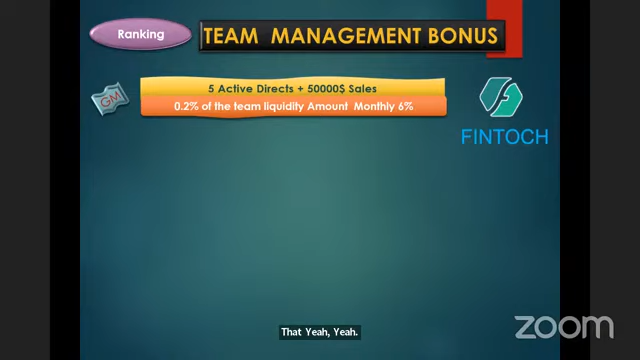 Ranking
TEAM MANAGEMENT BONUS
GM
5 Active Directs + 50000$ Sales
0.2% of the team liquidity Amount Monthly 6%
FINTOCH
That Yeah, Yeah.
zoom